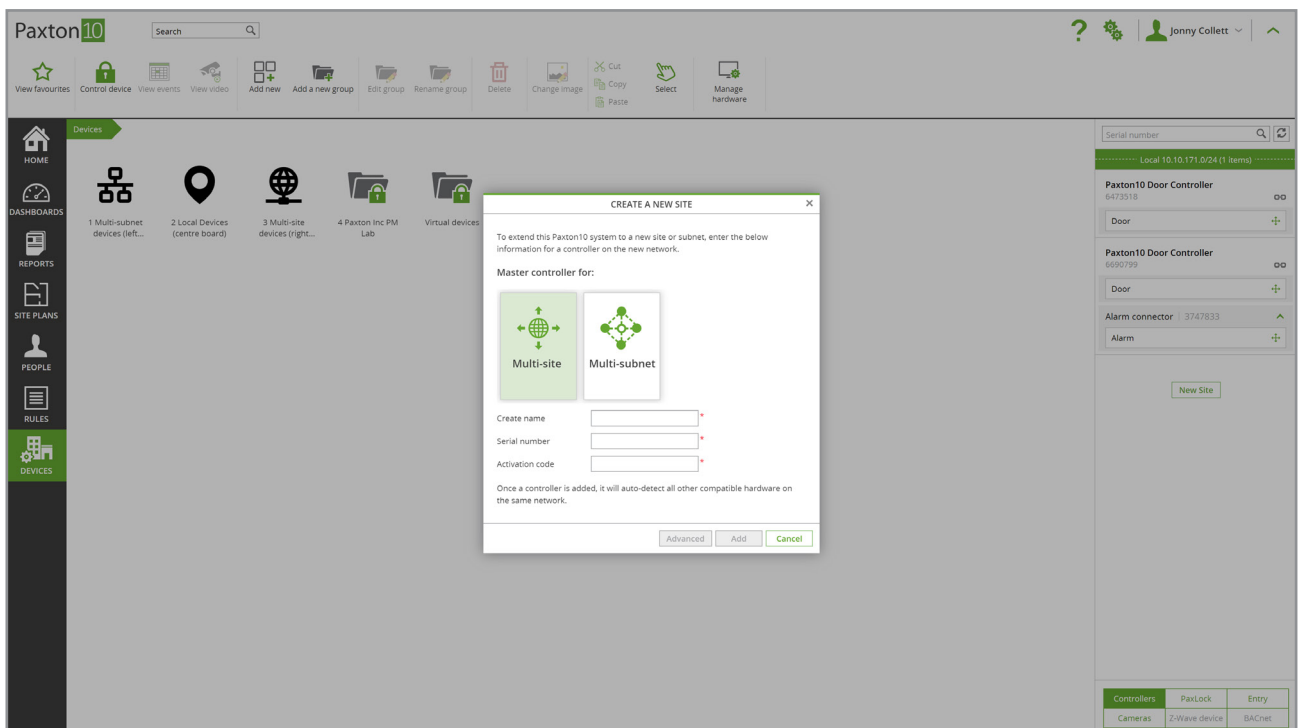 Paxton10
Search
Jonny Collett
View favourites
Control device
View events
View video
Add new
Add a new group
Edit group
Rename group
Delete
Change image
Cut
Copy
Paste
Select
Manage
hardware
HOME
DASHBOARDS
REPORTS
SITE PLANS
PEOPLE
RULES
DEVICES
Devices
1 Multi-subnet
devices (left...
2 Local Devices
(centre board)
3 Multi-site
devices (right...
4 Paxton Inc PM
Lab
Virtual devices
CREATE A NEW SITE
To extend this Paxton10 system to a new site or subnet, enter the below
information for a controller on the new network.
Master controller for:
Multi-site
Multi-subnet
Create name *
Serial number *
Activation code *
Once a controller is added, it will auto-detect all other compatible hardware on
the same network.
Advanced
Add
Cancel
Serial number
Local 10.10.171.0/24 (1 items)
Paxton10 Door Controller
6473518
Door
Paxton10 Door Controller
6690799
Door
Alarm connector | 3747833
Alarm
New Site
Controllers
PaxLock
Entry
Cameras
Z-Wave device
BACnet